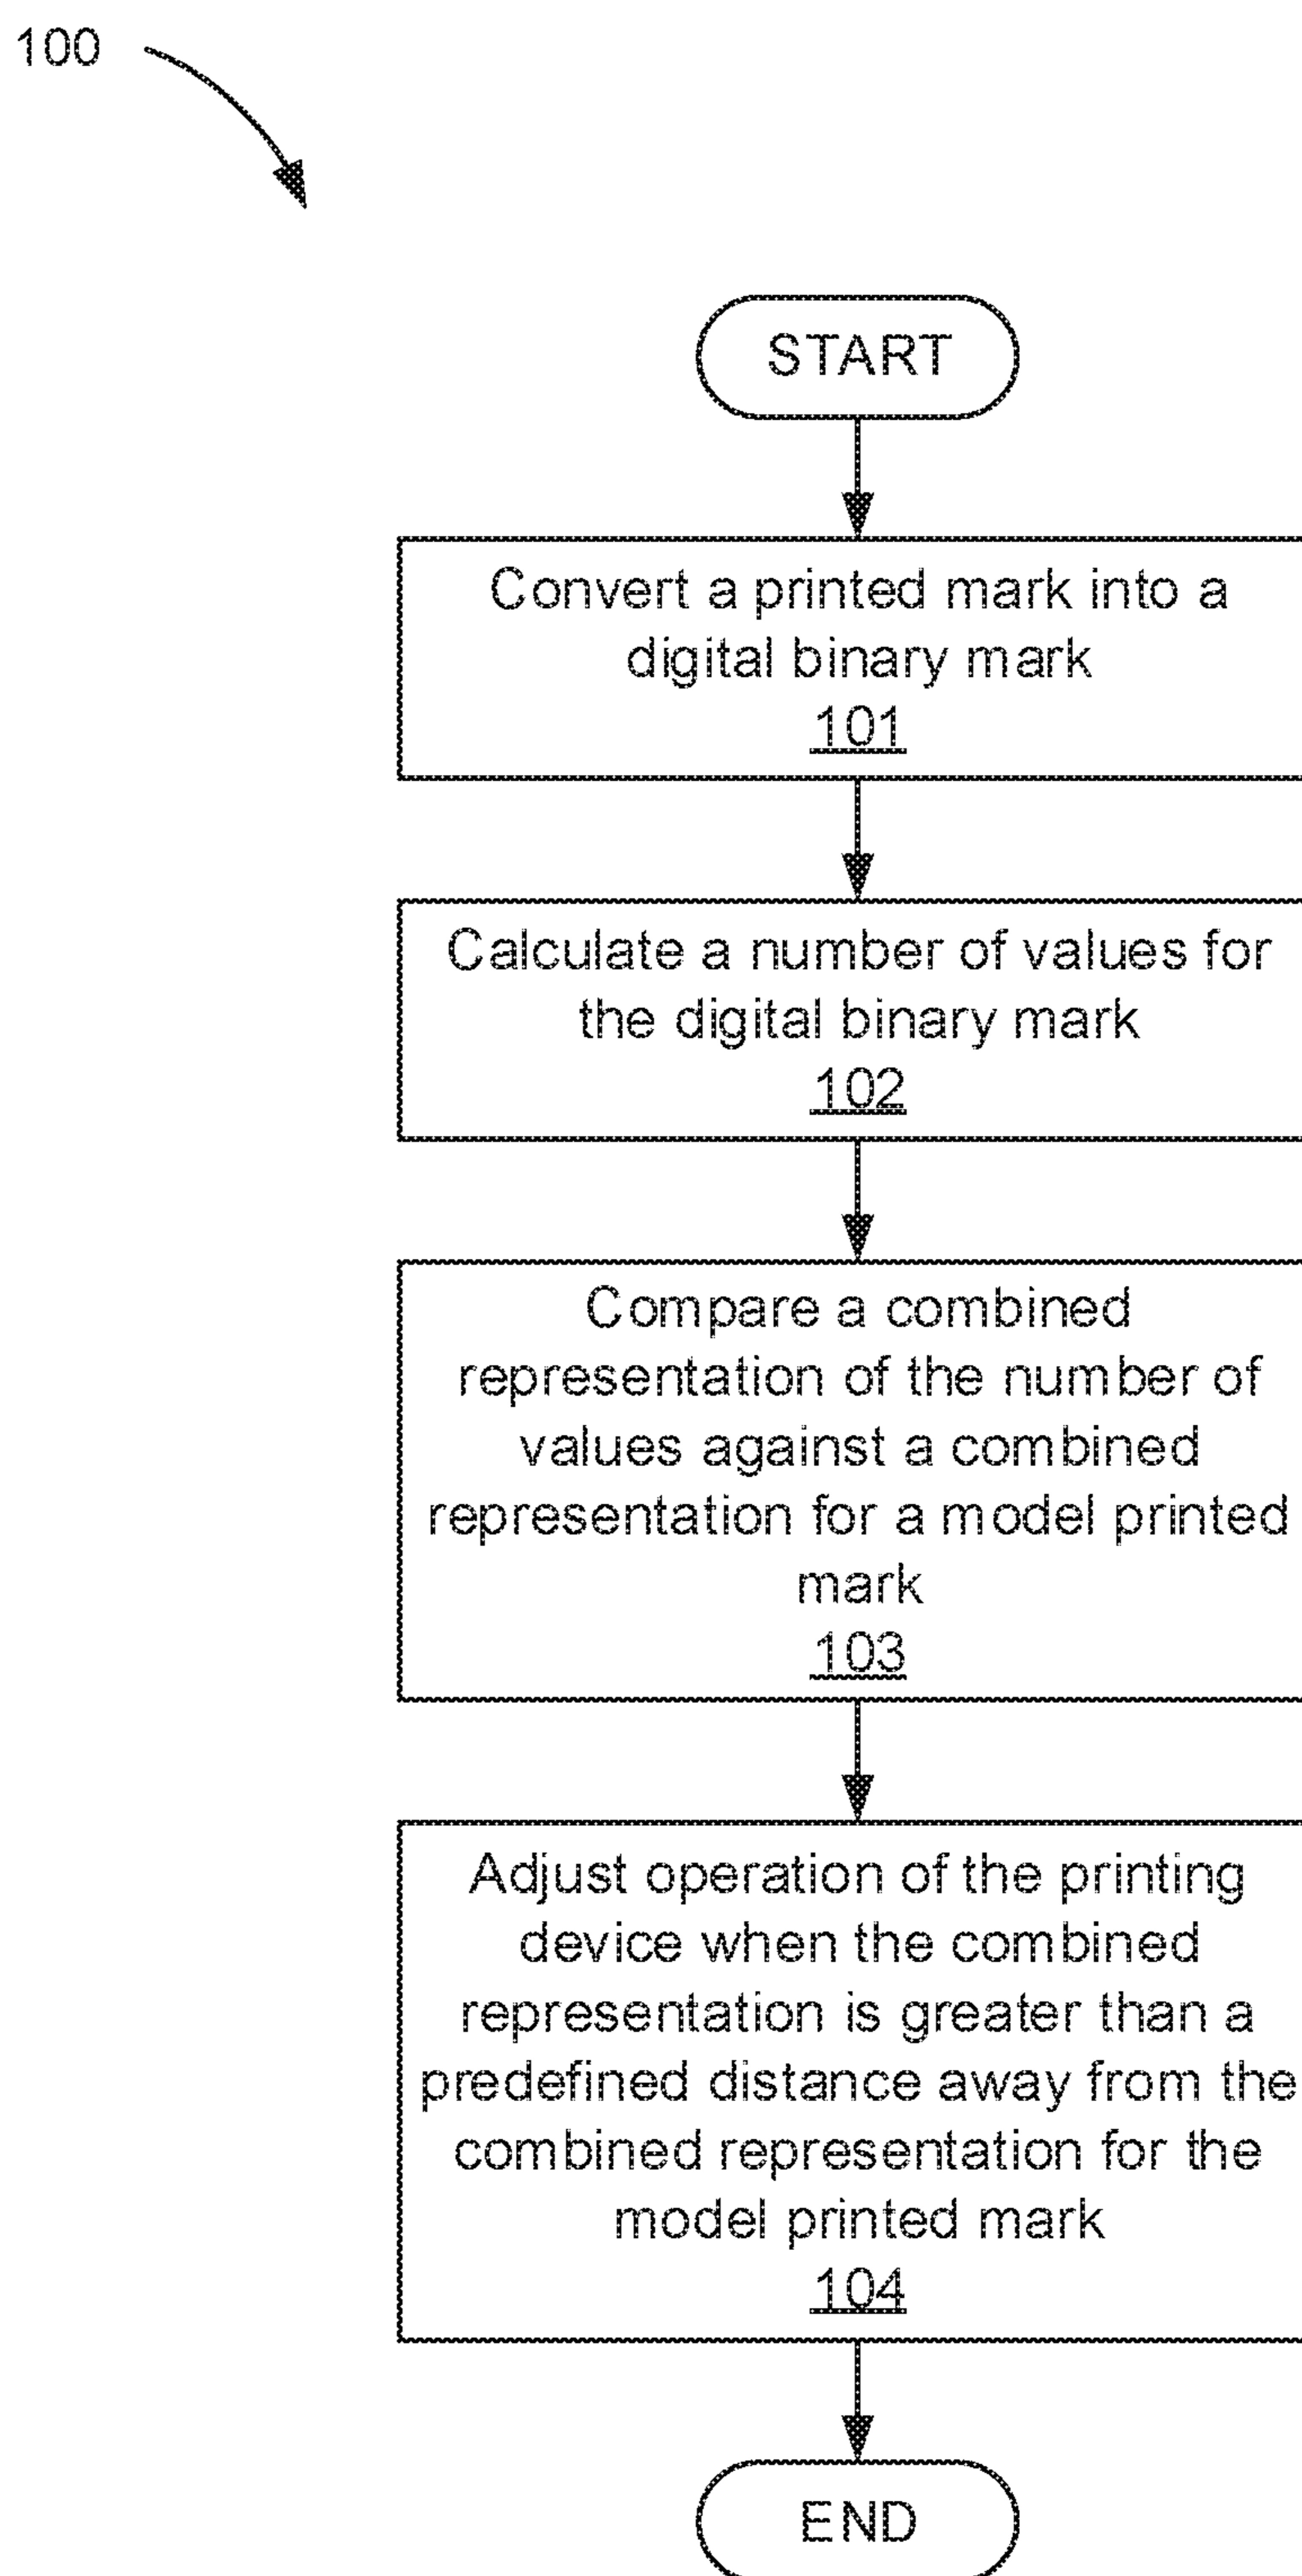 100
START
Convert a printed mark into a
digital binary mark
101
Calculate a number of values for
the digital binary mark
102
Compare a combined
representation of the number of
values against a combined
representation for a model printed
mark
103
Adjust operation of the printing
device when the combined
representation is greater than a
predefined distance away from the
combined representation for the
model printed mark
104
END